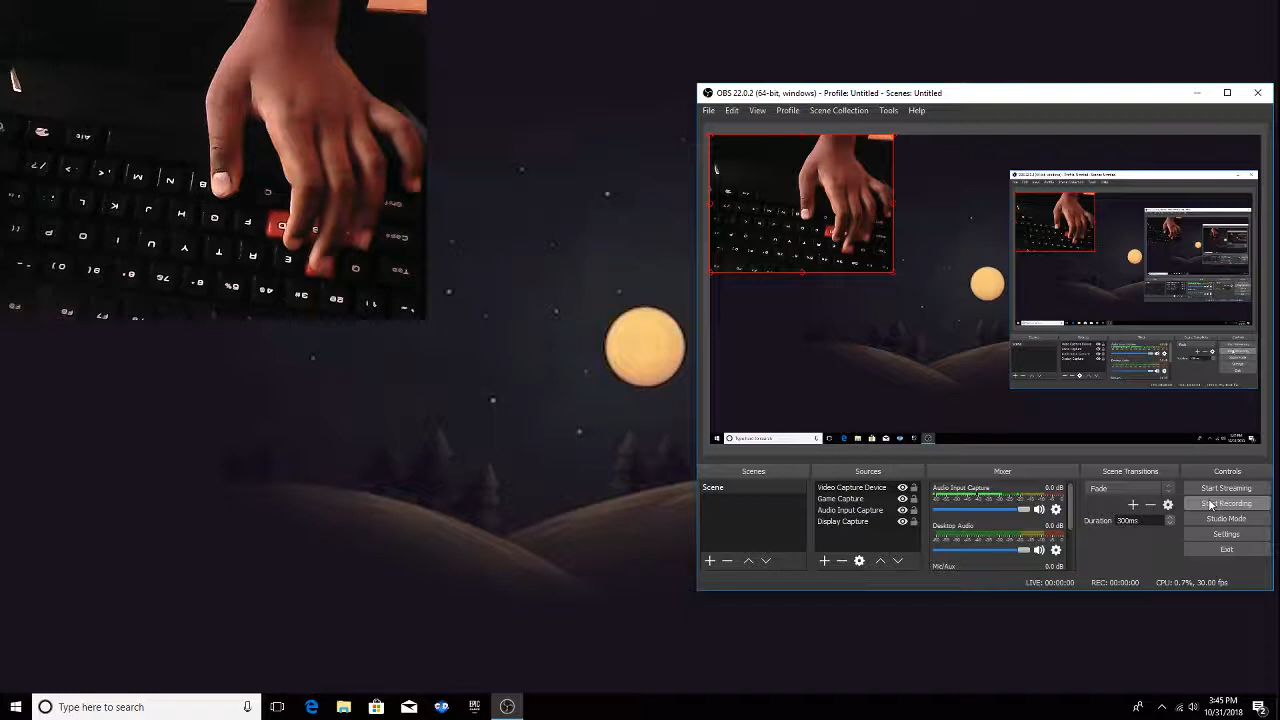 OBS 22.0.2 (64-bit, windows) - Profile: Untitled - Scenes: Untitled
File Edit View Profile Scene Collection Tools Help
Scenes Sources Mixer Scene Transitions Controls
Scene
Video Capture Device
Game Capture
Audio Input Capture
Display Capture
Audio Input Capture 0.0 dB
Desktop Audio 0.0 dB
Mic/Aux 0.0 dB
Fade
Duration 300ms
Start Streaming
Start Recording
Studio Mode
Settings
Exit
LIVE: 00:00:00 REC: 00:00:00 CPU: 0.7%, 30.00 fps
Type here to search
3:45 PM
10/31/2018